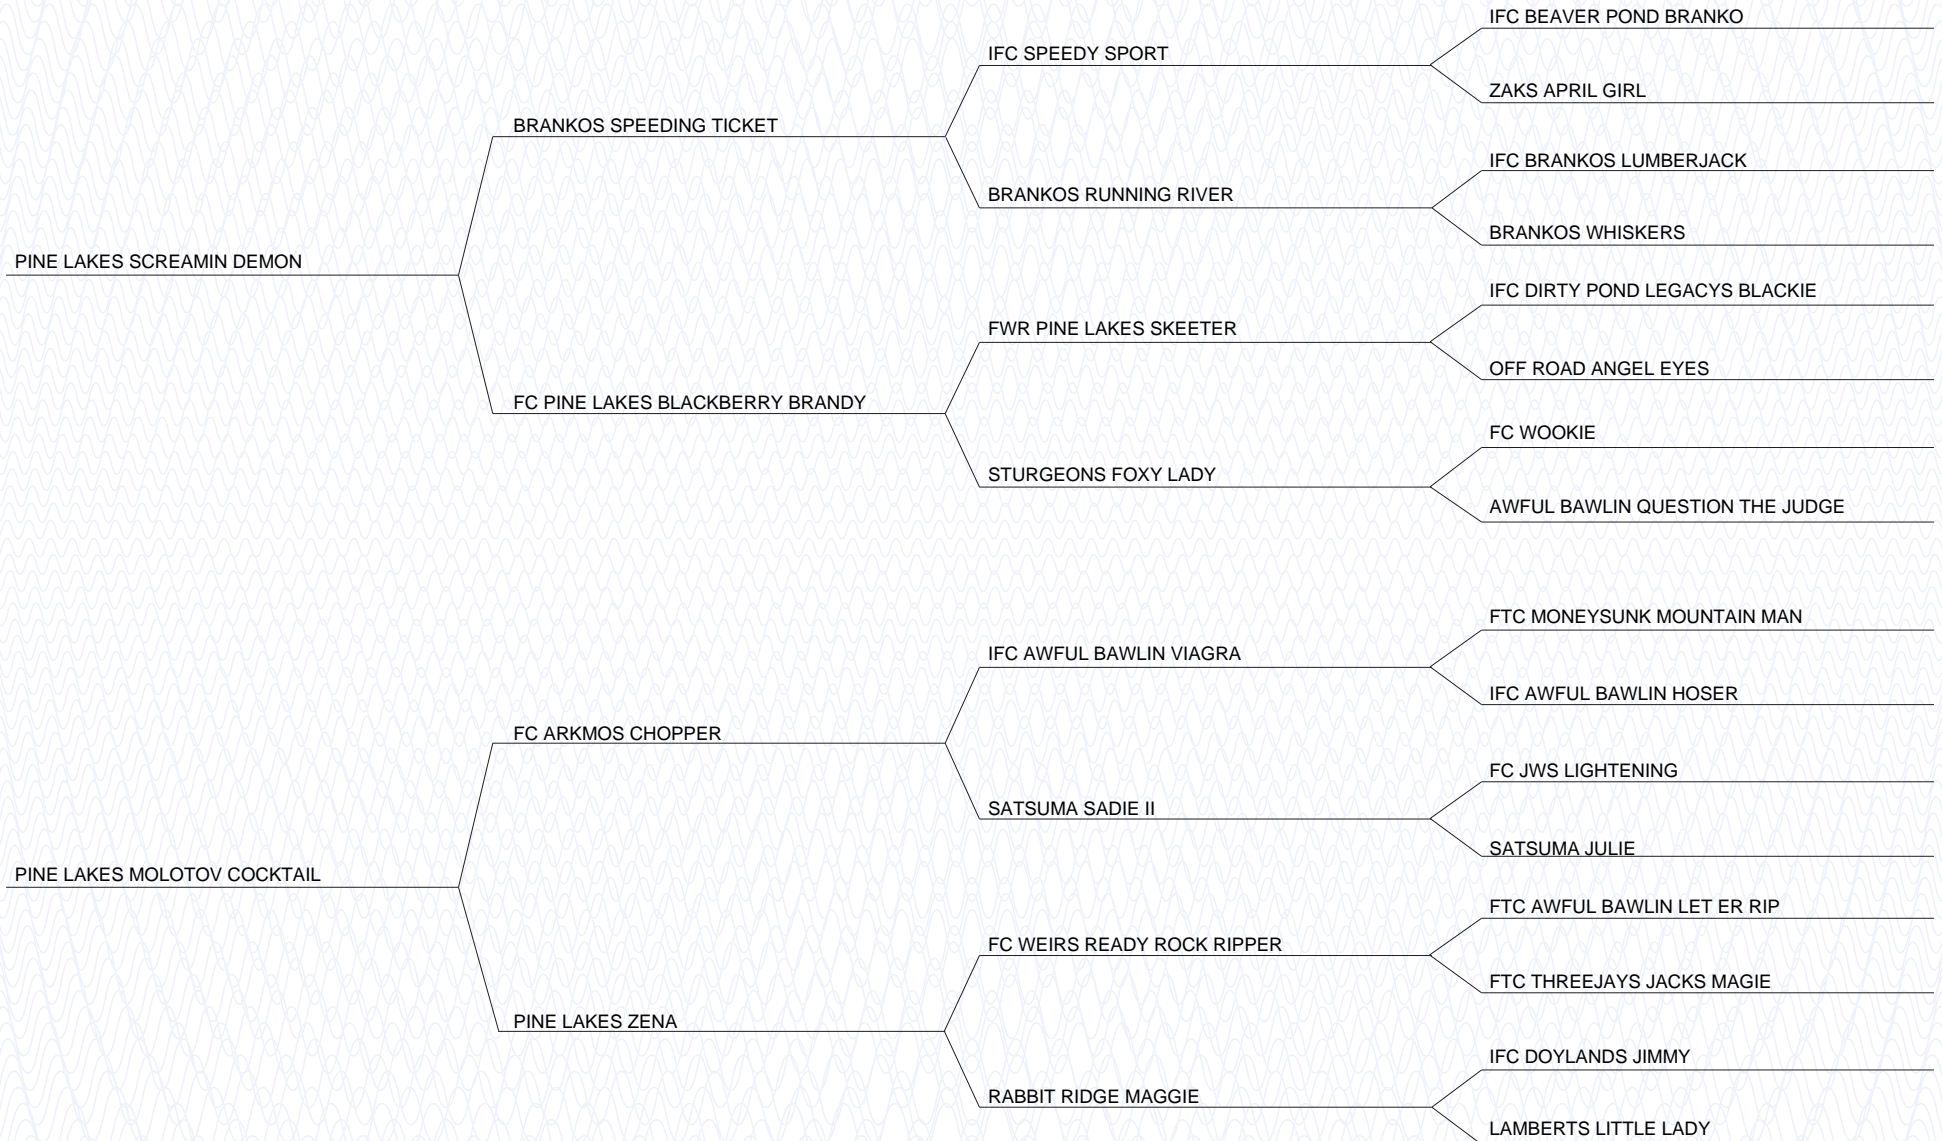 IFC BEAVER POND BRANKO
IFC SPEEDY SPORT
ZAKS APRIL GIRL
BRANKOS SPEEDING TICKET
IFC BRANKOS LUMBERJACK
BRANKOS RUNNING RIVER
BRANKOS WHISKERS
PINE LAKES SCREAMIN DEMON
IFC DIRTY POND LEGACYS BLACKIE
FWR PINE LAKES SKEETER
OFF ROAD ANGEL EYES
FC PINE LAKES BLACKBERRY BRANDY
FC WOOKIE
STURGEONS FOXY LADY
AWFUL BAWLIN QUESTION THE JUDGE
FTC MONEYSUNK MOUNTAIN MAN
IFC AWFUL BAWLIN VIAGRA
IFC AWFUL BAWLIN HOSER
FC ARKMOS CHOPPER
FC JWS LIGHTENING
SATSUMA SADIE II
SATSUMA JULIE
PINE LAKES MOLOTOV COCKTAIL
FTC AWFUL BAWLIN LET ER RIP
FC WEIRS READY ROCK RIPPER
FTC THREEJAYS JACKS MAGIE
PINE LAKES ZENA
IFC DOYLANDS JIMMY
RABBIT RIDGE MAGGIE
LAMBERTS LITTLE LADY